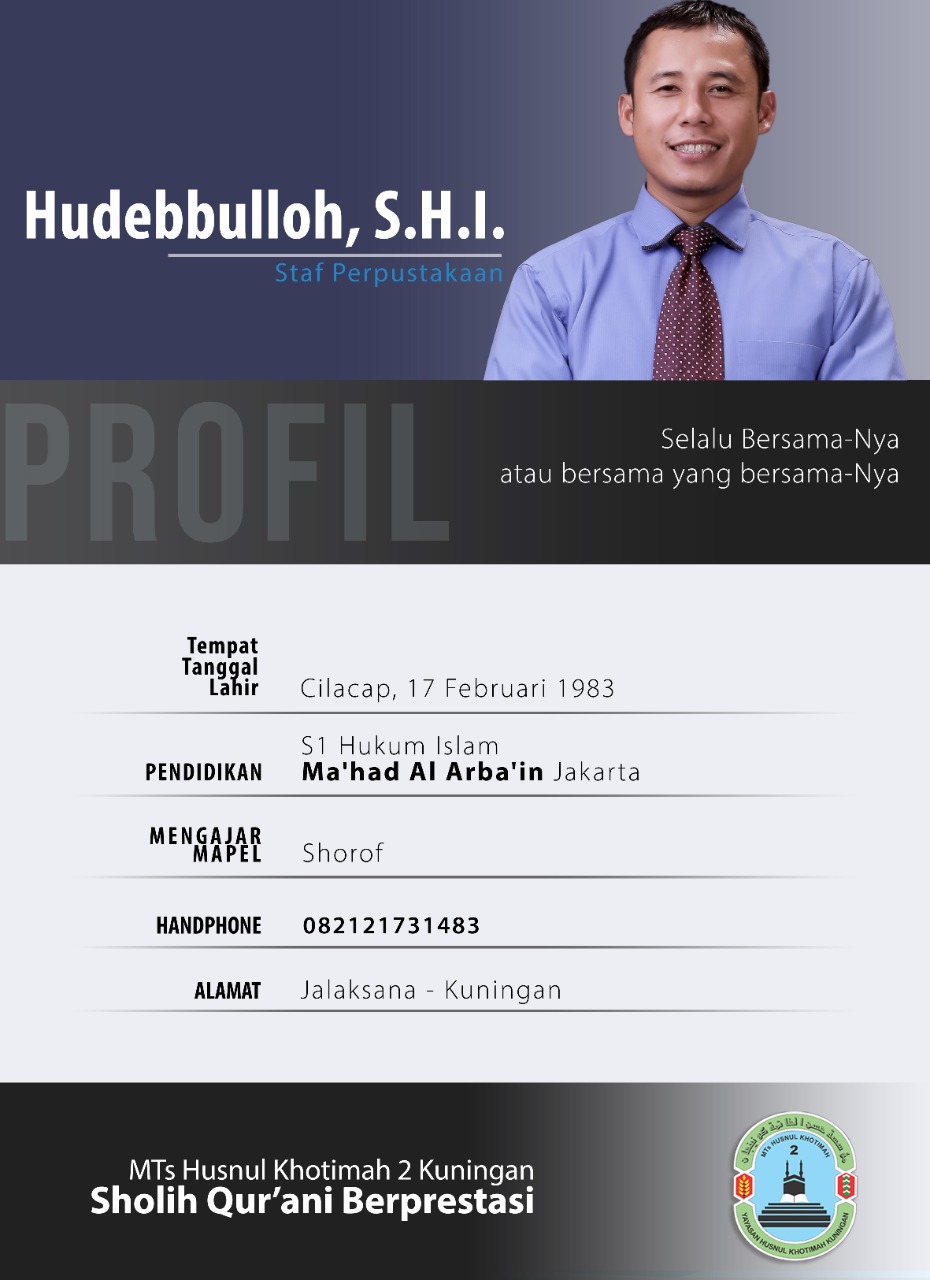 Hudebbulloh, S.H.I.
Staf Perpustakaan
PROFIL
Selalu Bersama-Nya
atau bersama yang bersama-Nya
Tempat
Tanggal
Lahir
Cilacap, 17 Februari 1983
PENDIDIKAN
S1 Hukum Islam
Ma'had Al Arba'in Jakarta
MENGAJAR
MAPEL
Shorof
HANDPHONE
082121731483
ALAMAT
Jalaksana - Kuningan
MTs Husnul Khotimah 2 Kuningan
Sholih Qur’ani Berprestasi
MTs HUSNUL KHOTIMAH
2
YAYASAN HUSNUL KHOTIMAH KUNINGAN